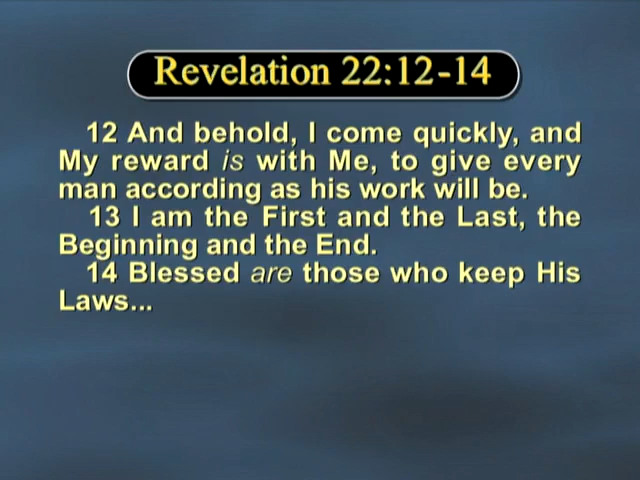 Revelation 22:12-14
12 And behold, I come quickly, and
My reward is with Me, to give every
man according as his work will be.
13 I am the First and the Last, the
Beginning and the End.
14 Blessed are those who keep His
Laws...